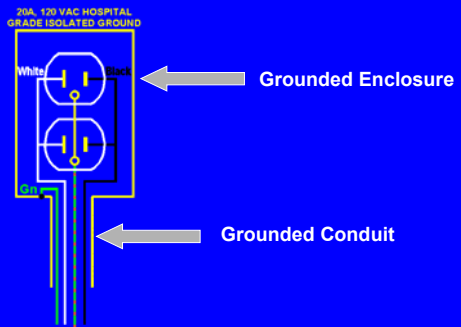 20A, 120 VAC HOSPITAL
GRADE ISOLATED GROUND
White
Black
Grounded Enclosure
Gn
Grounded Conduit